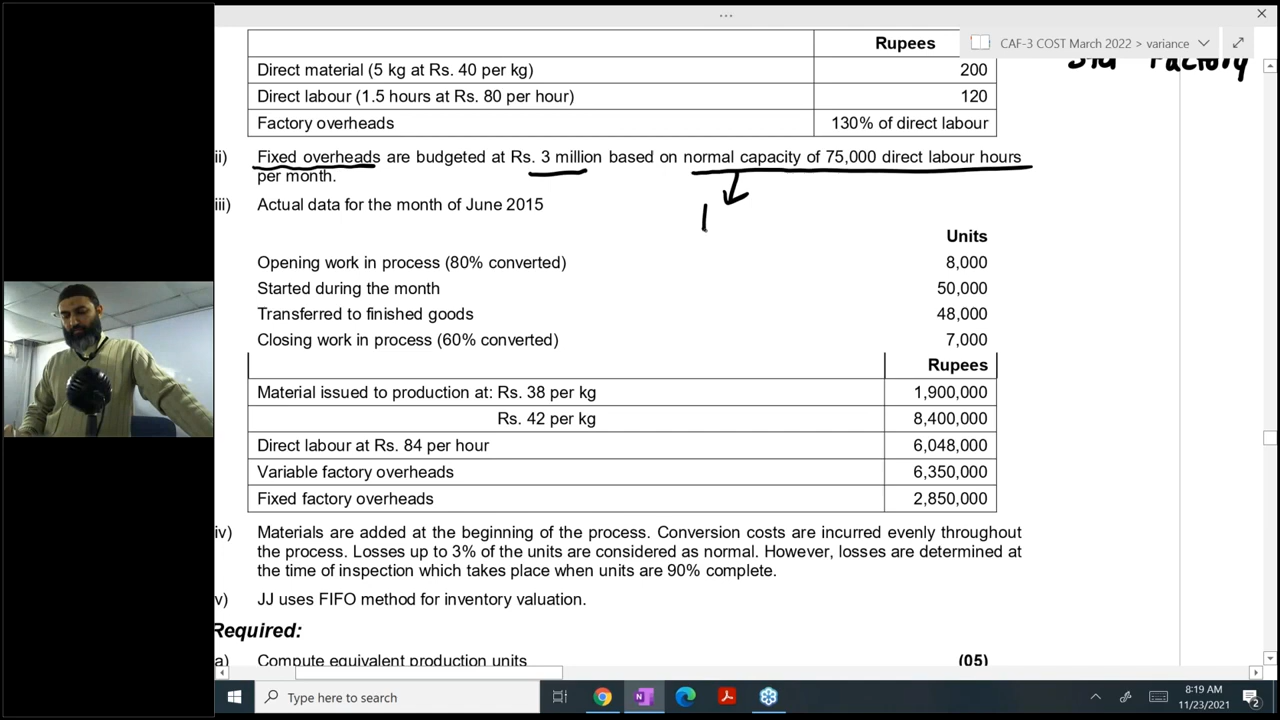 CAF-3 COST March 2022 > variance
Rupees
Std Factory
Direct material (5 kg at Rs. 40 per kg) 200
Direct labour (1.5 hours at Rs. 80 per hour) 120
Factory overheads 130% of direct labour
ii) Fixed overheads are budgeted at Rs. 3 million based on normal capacity of 75,000 direct labour hours
per month.
iii) Actual data for the month of June 2015
Units
Opening work in process (80% converted) 8,000
Started during the month 50,000
Transferred to finished goods 48,000
Closing work in process (60% converted) 7,000
Rupees
Material issued to production at: Rs. 38 per kg 1,900,000
Rs. 42 per kg 8,400,000
Direct labour at Rs. 84 per hour 6,048,000
Variable factory overheads 6,350,000
Fixed factory overheads 2,850,000
iv) Materials are added at the beginning of the process. Conversion costs are incurred evenly throughout
the process. Losses up to 3% of the units are considered as normal. However, losses are determined at
the time of inspection which takes place when units are 90% complete.
v) JJ uses FIFO method for inventory valuation.
Required:
a) Compute equivalent production units (05)
Type here to search
8:19 AM
11/23/2021
2